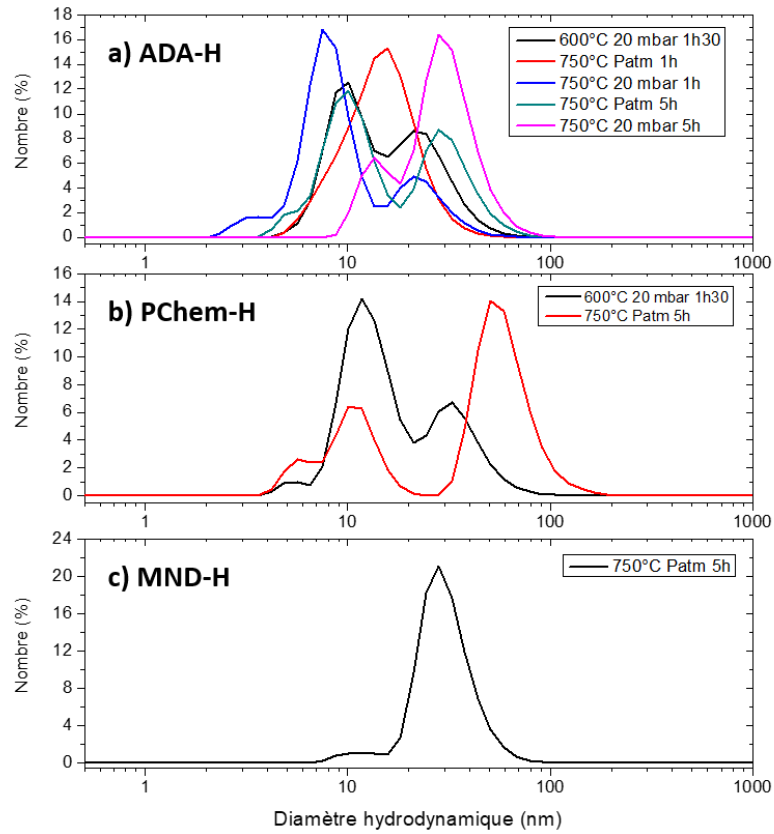 a) ADA-H
600°C 20 mbar 1h30
750°C Patm 1h
750°C 20 mbar 1h
750°C Patm 5h
750°C 20 mbar 5h
Nombre (%)
18
16
14
12
10
8
6
4
2
0
1
10
100
1000
b) PChem-H
600°C 20 mbar 1h30
750°C Patm 5h
Nombre (%)
16
14
12
10
8
6
4
2
0
1
10
100
1000
c) MND-H
750°C Patm 5h
Nombre (%)
24
20
16
12
8
4
0
1
10
100
1000
Diamètre hydrodynamique (nm)